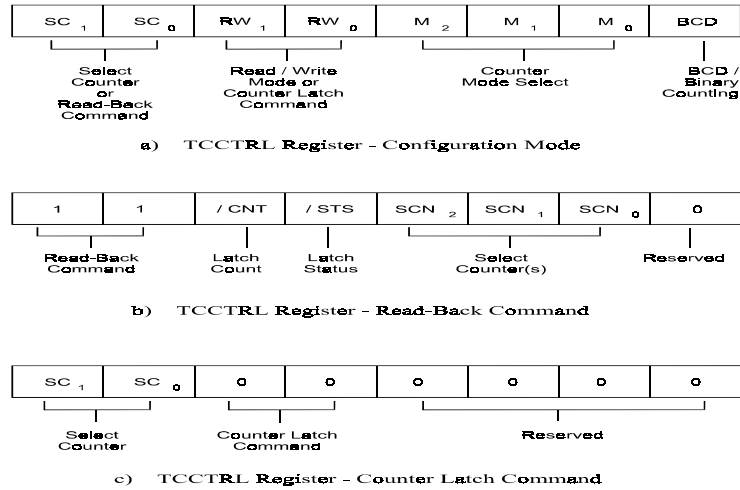 SC 1 SC 0 RW 1 RW 0 M 2 M 1 M 0 BCD
Select Counter or Read-Back Command
Read / Write Mode or Counter Latch Command
Counter Mode Select
BCD / Binary Counting
a) TCCTRL Register - Configuration Mode
1 1 / CNT / STS SCN 2 SCN 1 SCN 0 0
Read-Back Command
Latch Count
Latch Status
Select Counter(s)
Reserved
b) TCCTRL Register - Read-Back Command
SC 1 SC 0 0 0 0 0 0 0
Select Counter
Counter Latch Command
Reserved
c) TCCTRL Register - Counter Latch Command